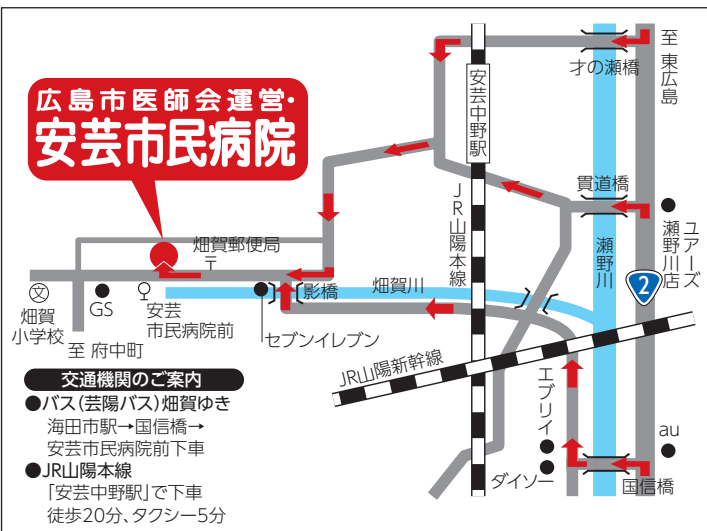 広島市医師会運営・
安芸市民病院
至 東広島
才の瀬橋
安芸中野駅
JR山陽本線
貫道橋
瀬野川
ユアーズ
瀬野川店
2
畑賀郵便局
〒
影橋
畑賀川
文
畑賀
小学校
GS
安芸
市民病院前
セブンイレブン
至 府中町
JR山陽新幹線
エブリイ
ダイソー
au
国信橋
交通機関のご案内
●バス(芸陽バス)畑賀ゆき
海田市駅→国信橋→
安芸市民病院前下車
●JR山陽本線
「安芸中野駅」で下車
徒歩20分、タクシー5分